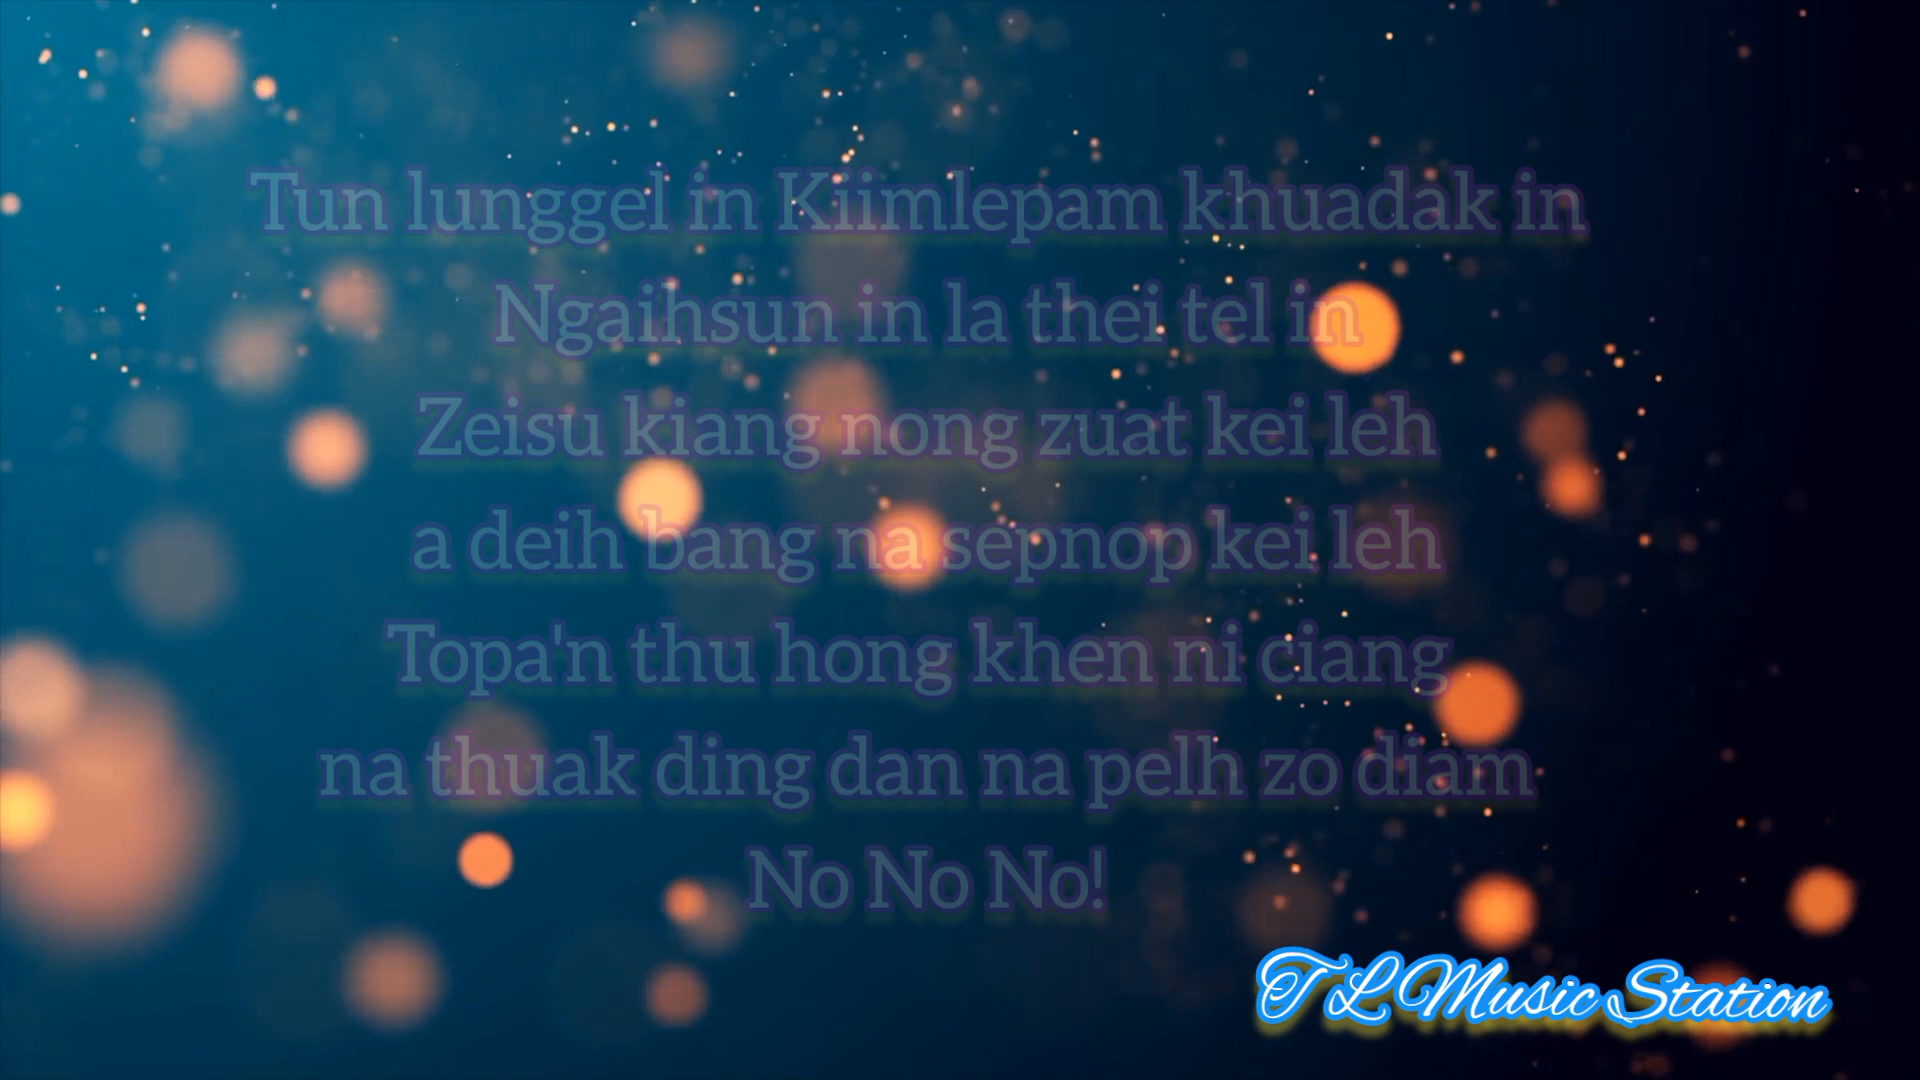 Tun lunggel in Kiimlepam khuadak in
Ngaihsun in la thei tel in
Zeisu kiang nong zuat kei leh
a deih bang na sepnop kei leh
Topa'n thu hong khen ni ciang
na thuak ding dan na pelh zo diam
No No No!
TL Music Station